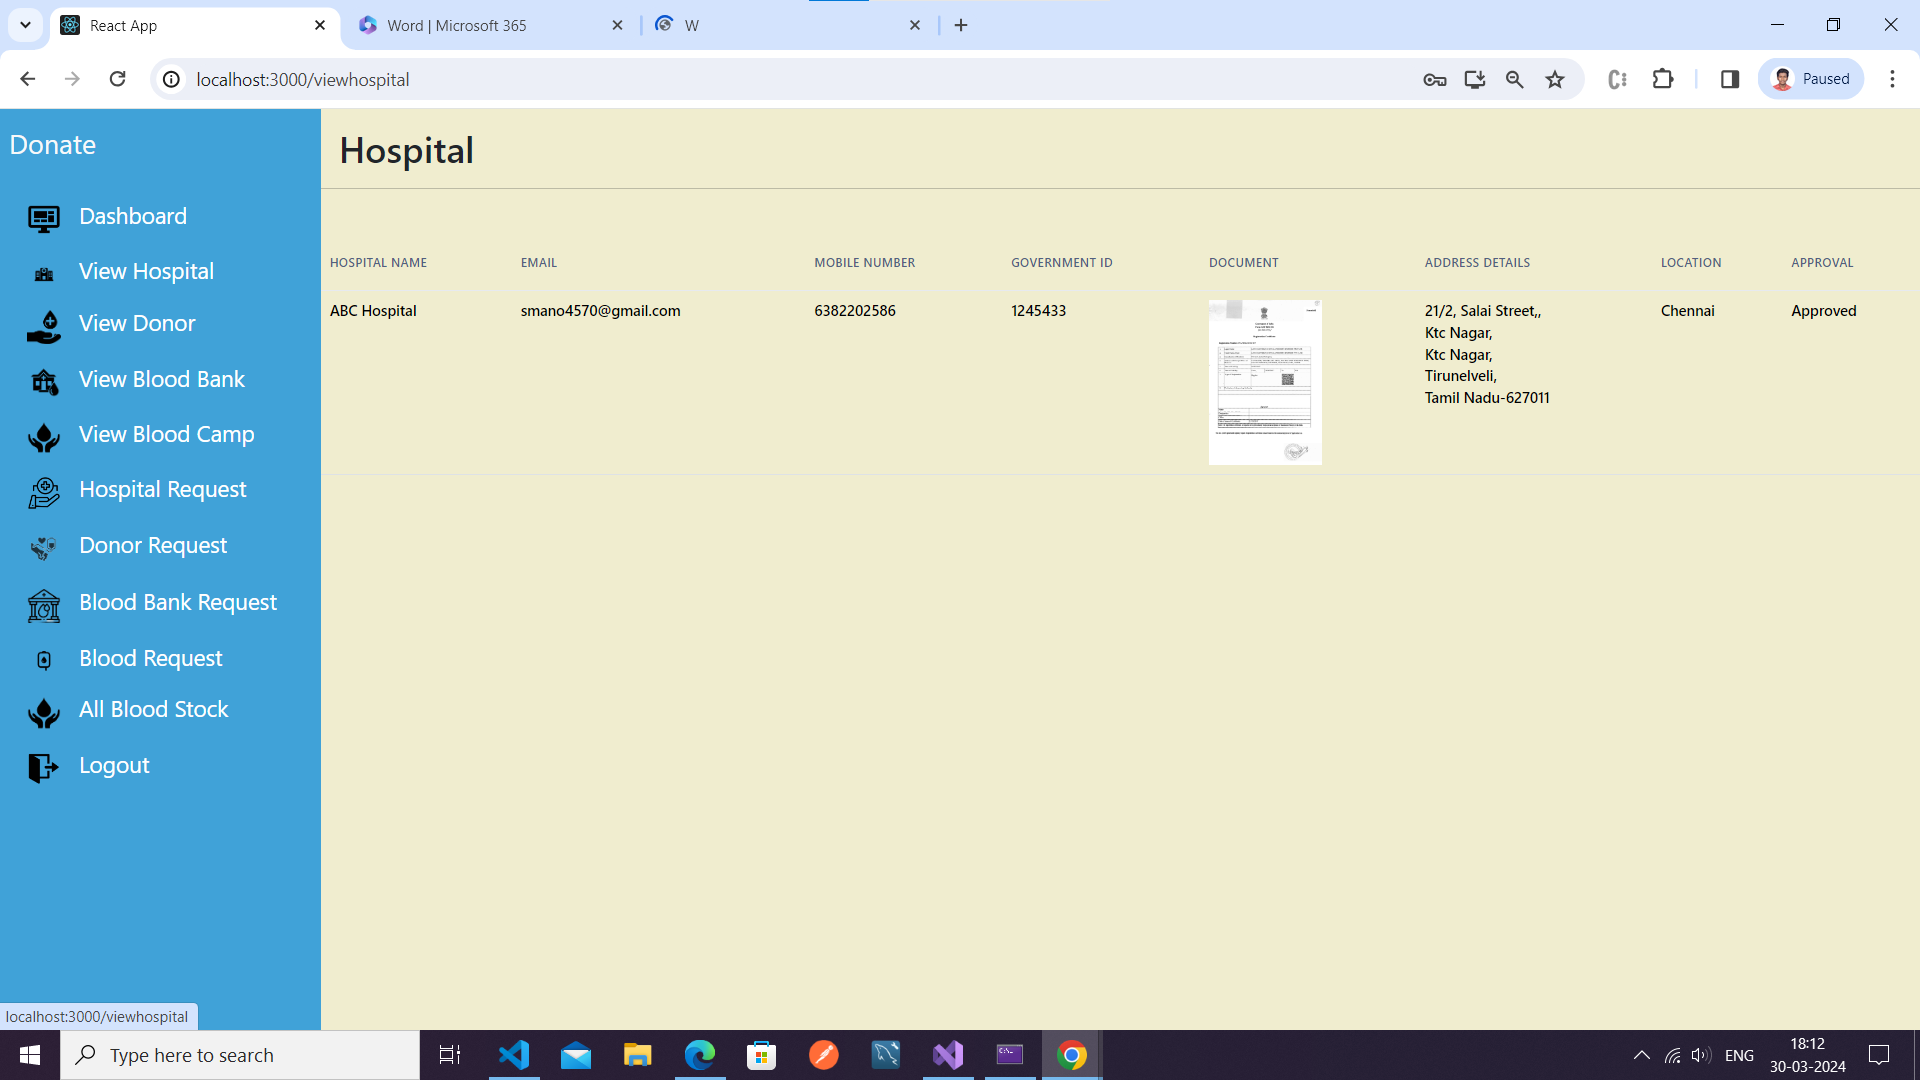 React App
Word | Microsoft 365
W
localhost:3000/viewhospital
Paused
Donate
Dashboard
View Hospital
View Donor
View Blood Bank
View Blood Camp
Hospital Request
Donor Request
Blood Bank Request
Blood Request
All Blood Stock
Logout
Hospital
HOSPITAL NAME EMAIL MOBILE NUMBER GOVERNMENT ID DOCUMENT ADDRESS DETAILS LOCATION APPROVAL
ABC Hospital smano4570@gmail.com 6382202586 1245433 21/2, Salai Street,, Chennai Approved
Ktc Nagar,
Ktc Nagar,
Tirunelveli,
Tamil Nadu-627011
localhost:3000/viewhospital
Type here to search
ENG
18:12
30-03-2024